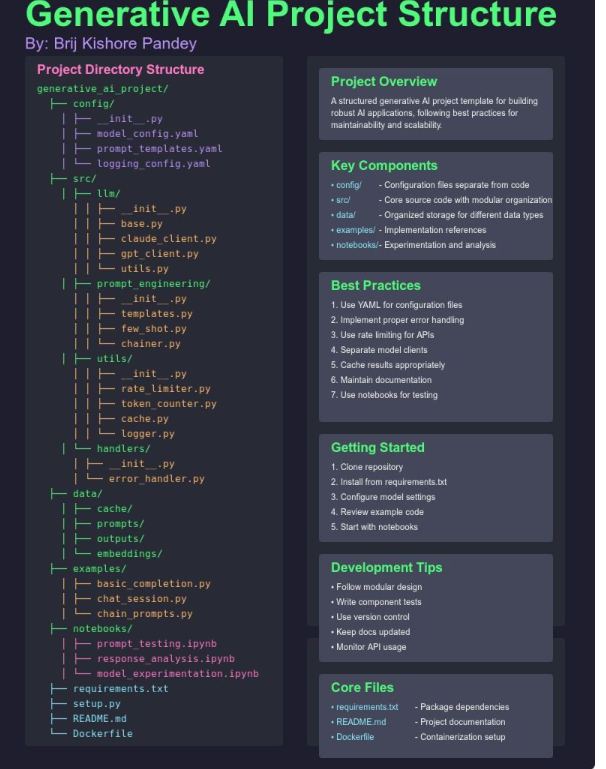 Generative AI Project Structure
By: Brij Kishore Pandey
Project Directory Structure
generative_ai_project/
├── config/
│ ├── __init__.py
│ ├── model_config.yaml
│ ├── prompt_templates.yaml
│ └── logging_config.yaml
├── src/
│ ├── llm/
│ │ ├── __init__.py
│ │ ├── base.py
│ │ ├── claude_client.py
│ │ ├── gpt_client.py
│ │ └── utils.py
│ ├── prompt_engineering/
│ │ ├── __init__.py
│ │ ├── templates.py
│ │ ├── few_shot.py
│ │ └── chainer.py
│ ├── utils/
│ │ ├── __init__.py
│ │ ├── rate_limiter.py
│ │ ├── token_counter.py
│ │ ├── cache.py
│ │ └── logger.py
│ └── handlers/
│ ├── __init__.py
│ └── error_handler.py
├── data/
│ ├── cache/
│ ├── prompts/
│ ├── outputs/
│ └── embeddings/
├── examples/
│ ├── basic_completion.py
│ ├── chat_session.py
│ └── chain_prompts.py
├── notebooks/
│ ├── prompt_testing.ipynb
│ ├── response_analysis.ipynb
│ └── model_experimentation.ipynb
├── requirements.txt
├── setup.py
├── README.md
└── Dockerfile
Project Overview
A structured generative AI project template for building
robust AI applications, following best practices for
maintainability and scalability.
Key Components
• config/ - Configuration files separate from code
• src/ - Core source code with modular organization
• data/ - Organized storage for different data types
• examples/ - Implementation references
• notebooks/ - Experimentation and analysis
Best Practices
1. Use YAML for configuration files
2. Implement proper error handling
3. Use rate limiting for APIs
4. Separate model clients
5. Cache results appropriately
6. Maintain documentation
7. Use notebooks for testing
Getting Started
1. Clone repository
2. Install from requirements.txt
3. Configure model settings
4. Review example code
5. Start with notebooks
Development Tips
• Follow modular design
• Write component tests
• Use version control
• Keep docs updated
• Monitor API usage
Core Files
• requirements.txt - Package dependencies
• README.md - Project documentation
• Dockerfile - Containerization setup